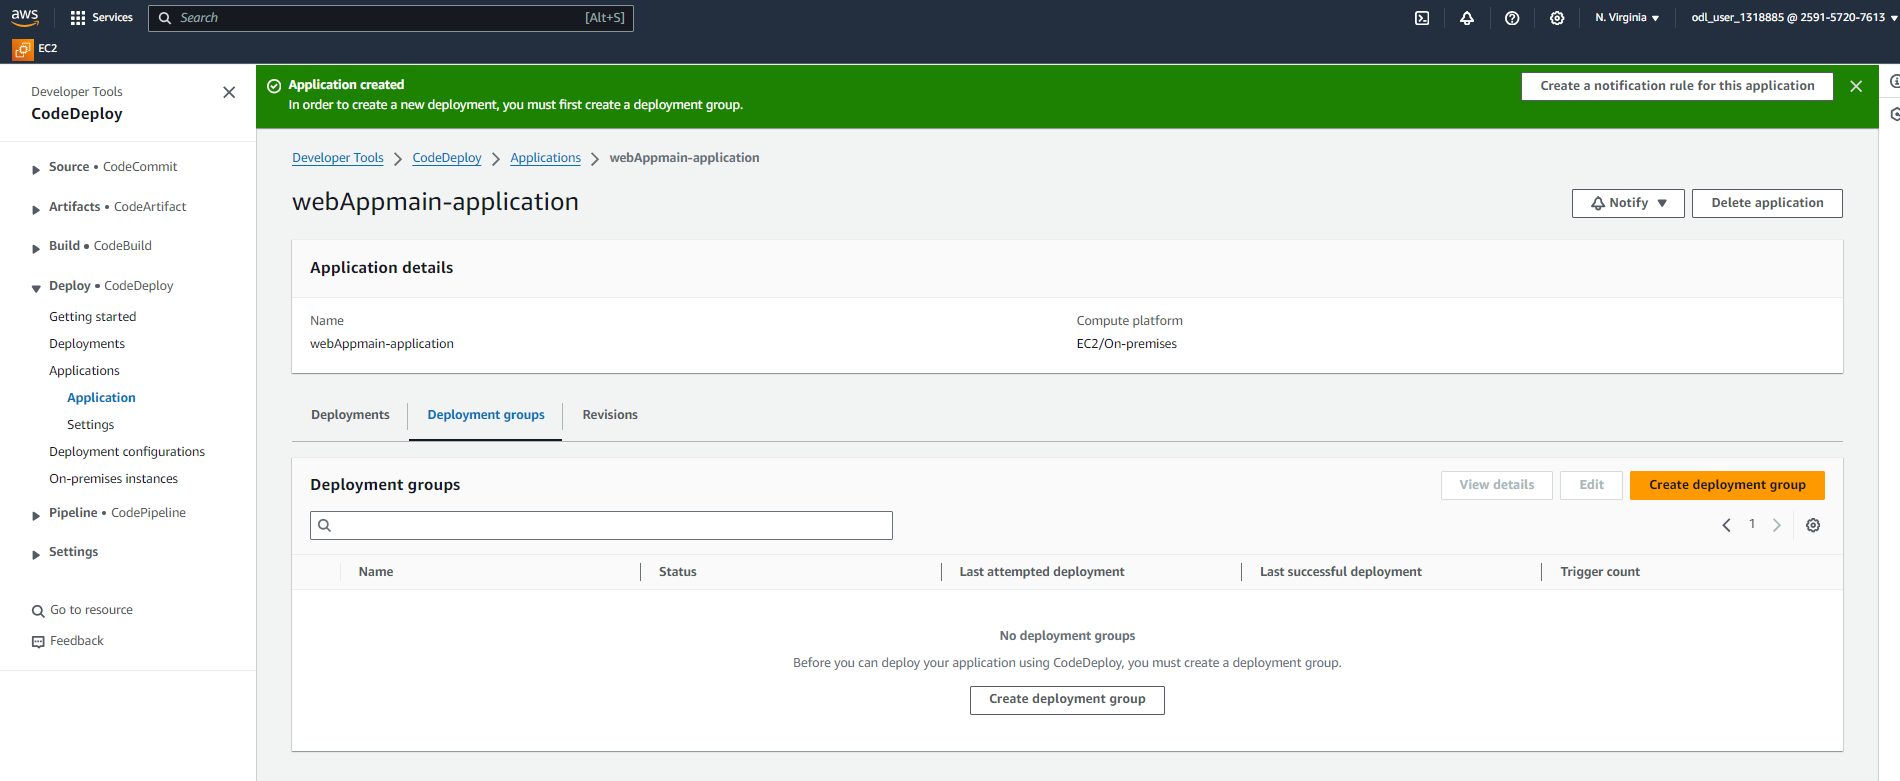 aws
Services
Search
[Alt+S]
N. Virginia
odl_user_1318885 @ 2591-5720-7613
EC2
Developer Tools
CodeDeploy
Source • CodeCommit
Artifacts • CodeArtifact
Build • CodeBuild
Deploy • CodeDeploy
Getting started
Deployments
Applications
Application
Settings
Deployment configurations
On-premises instances
Pipeline • CodePipeline
Settings
Go to resource
Feedback
Application created
In order to create a new deployment, you must first create a deployment group.
Create a notification rule for this application
Developer Tools
CodeDeploy
Applications
webAppmain-application
webAppmain-application
Notify
Delete application
Application details
Name
webAppmain-application
Compute platform
EC2/On-premises
Deployments
Deployment groups
Revisions
Deployment groups
View details
Edit
Create deployment group
1
Name
Status
Last attempted deployment
Last successful deployment
Trigger count
No deployment groups
Before you can deploy your application using CodeDeploy, you must create a deployment group.
Create deployment group